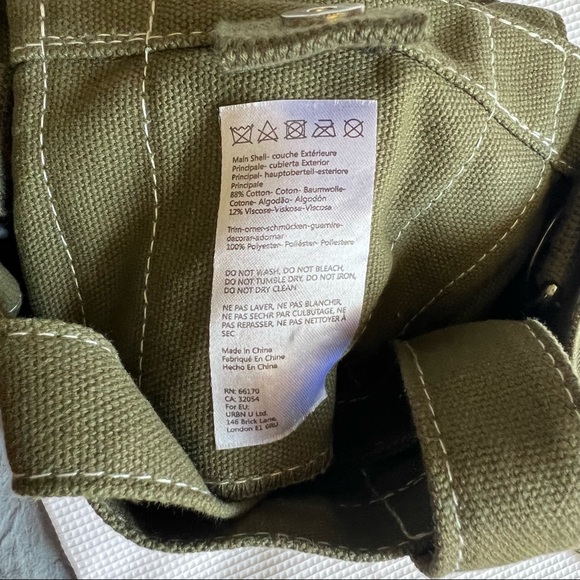 Main Shell- couche Extérieure
Principale- cubierta Exterior
Principal- hauptoberteil-esteriore
Principale
88% Cotton- Coton- Baumwolle-
Cotone- Algodão- Algodón
12% Viscose-Viskose-Viscosa
Trim-orner-schmücken-guarnire-
decorar-adornar
100% Polyester- Poliéster- Poliestere
DO NOT WASH, DO NOT BLEACH,
DO NOT TUMBLE DRY, DO NOT IRON,
DO NOT DRY CLEAN
NE PAS LAVER, NE PAS BLANCHIR,
NE PAS SECHR PAR CULBUTAGE, NE
PAS REPASSER, NE PAS NETTOYER À
SEC
Made in China
Fabriqué En Chine
Hecho En China
RN: 66170
CA: 32054
For EU:
URBN U Ltd.
146 Brick Lane,
London E1 6RU